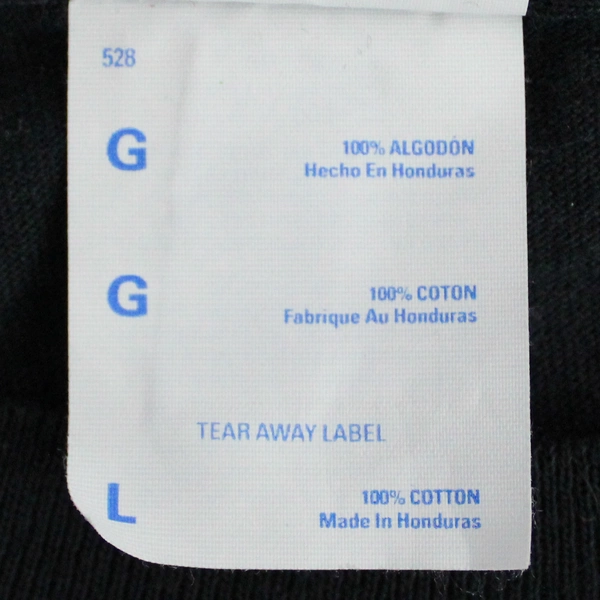 528
G
100% ALGODÓN
Hecho En Honduras
G
100% COTON
Fabrique Au Honduras
TEAR AWAY LABEL
L
100% COTTON
Made In Honduras